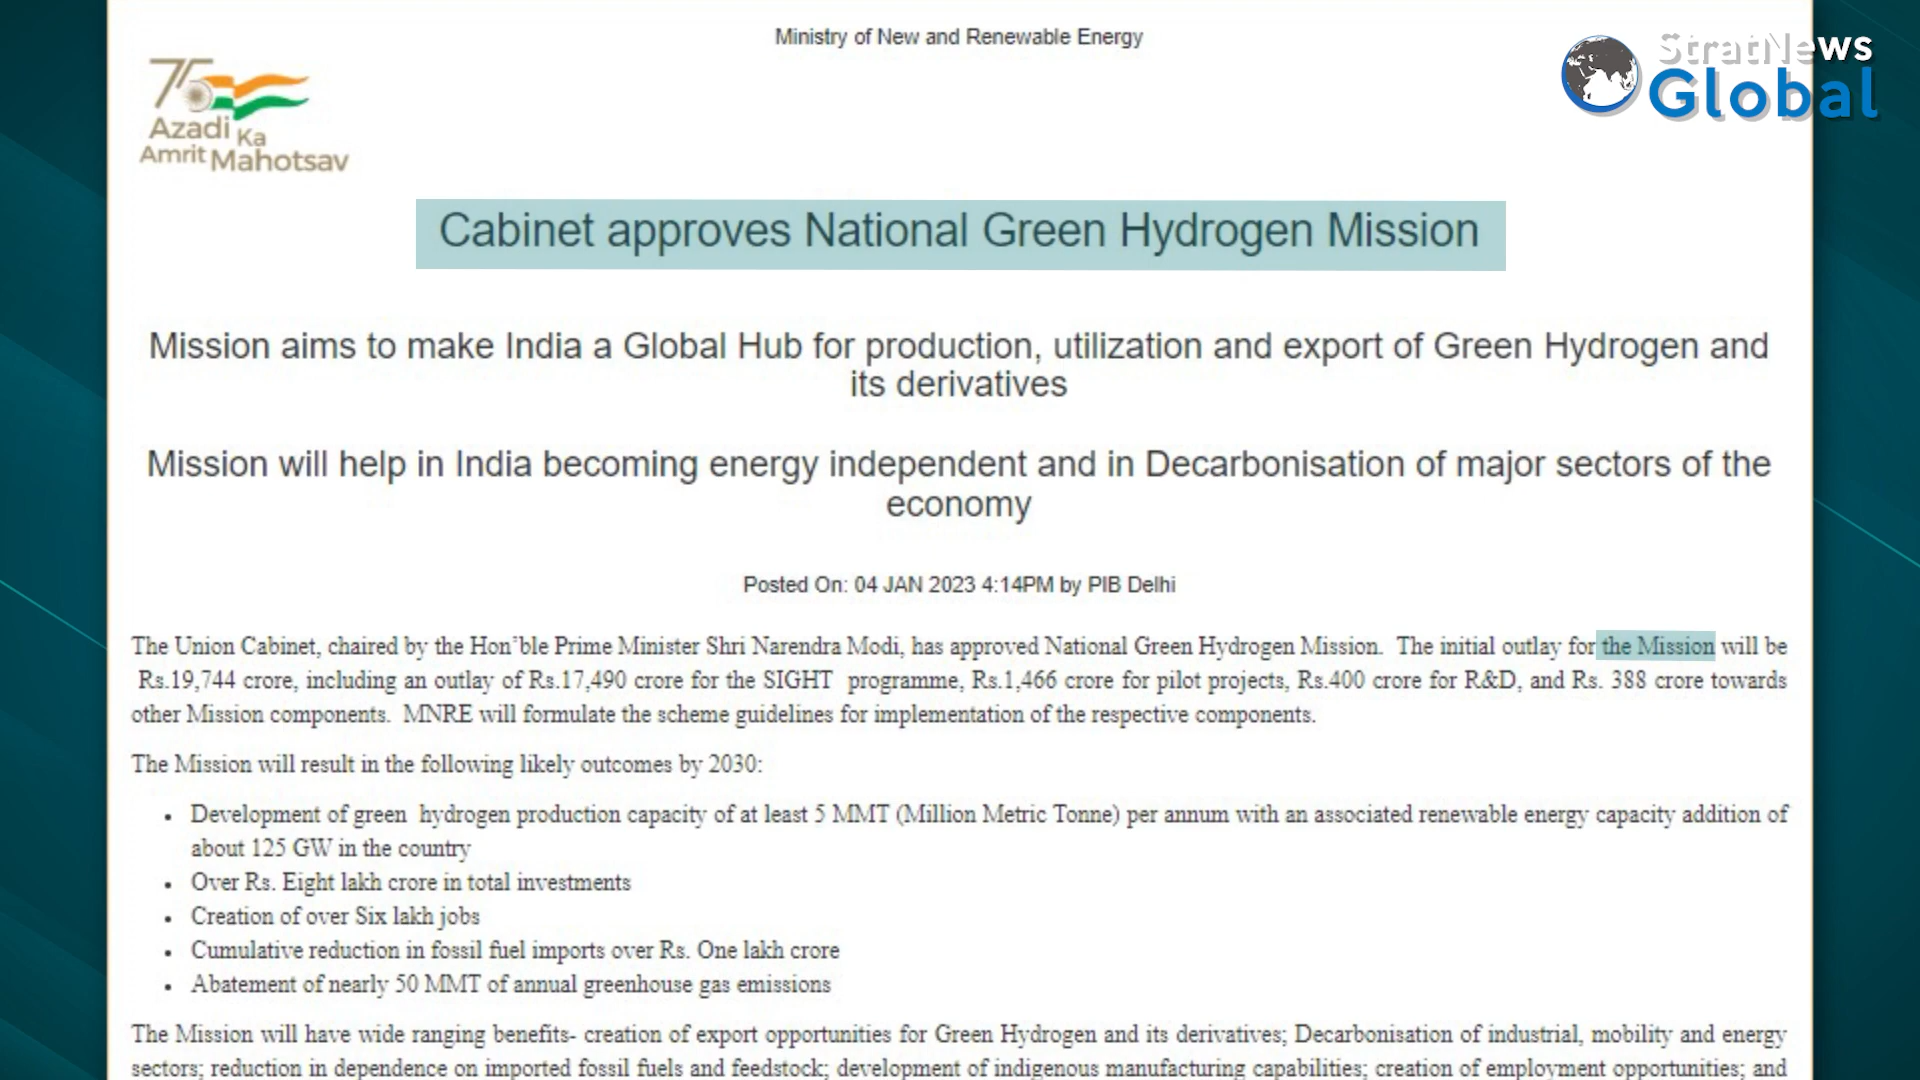 Ministry of New and Renewable Energy
StratNews
Global
75
Azadi Ka
Amrit Mahotsav
Cabinet approves National Green Hydrogen Mission
Mission aims to make India a Global Hub for production, utilization and export of Green Hydrogen and
its derivatives
Mission will help in India becoming energy independent and in Decarbonisation of major sectors of the
economy
Posted On: 04 JAN 2023 4:14PM by PIB Delhi
The Union Cabinet, chaired by the Hon’ble Prime Minister Shri Narendra Modi, has approved National Green Hydrogen Mission. The initial outlay for the Mission will be
Rs.19,744 crore, including an outlay of Rs.17,490 crore for the SIGHT programme, Rs.1,466 crore for pilot projects, Rs.400 crore for R&D, and Rs. 388 crore towards
other Mission components. MNRE will formulate the scheme guidelines for implementation of the respective components.
The Mission will result in the following likely outcomes by 2030:
• Development of green hydrogen production capacity of at least 5 MMT (Million Metric Tonne) per annum with an associated renewable energy capacity addition of
about 125 GW in the country
• Over Rs. Eight lakh crore in total investments
• Creation of over Six lakh jobs
• Cumulative reduction in fossil fuel imports over Rs. One lakh crore
• Abatement of nearly 50 MMT of annual greenhouse gas emissions
The Mission will have wide ranging benefits- creation of export opportunities for Green Hydrogen and its derivatives; Decarbonisation of industrial, mobility and energy
sectors; reduction in dependence on imported fossil fuels and feedstock; development of indigenous manufacturing capabilities; creation of employment opportunities; and